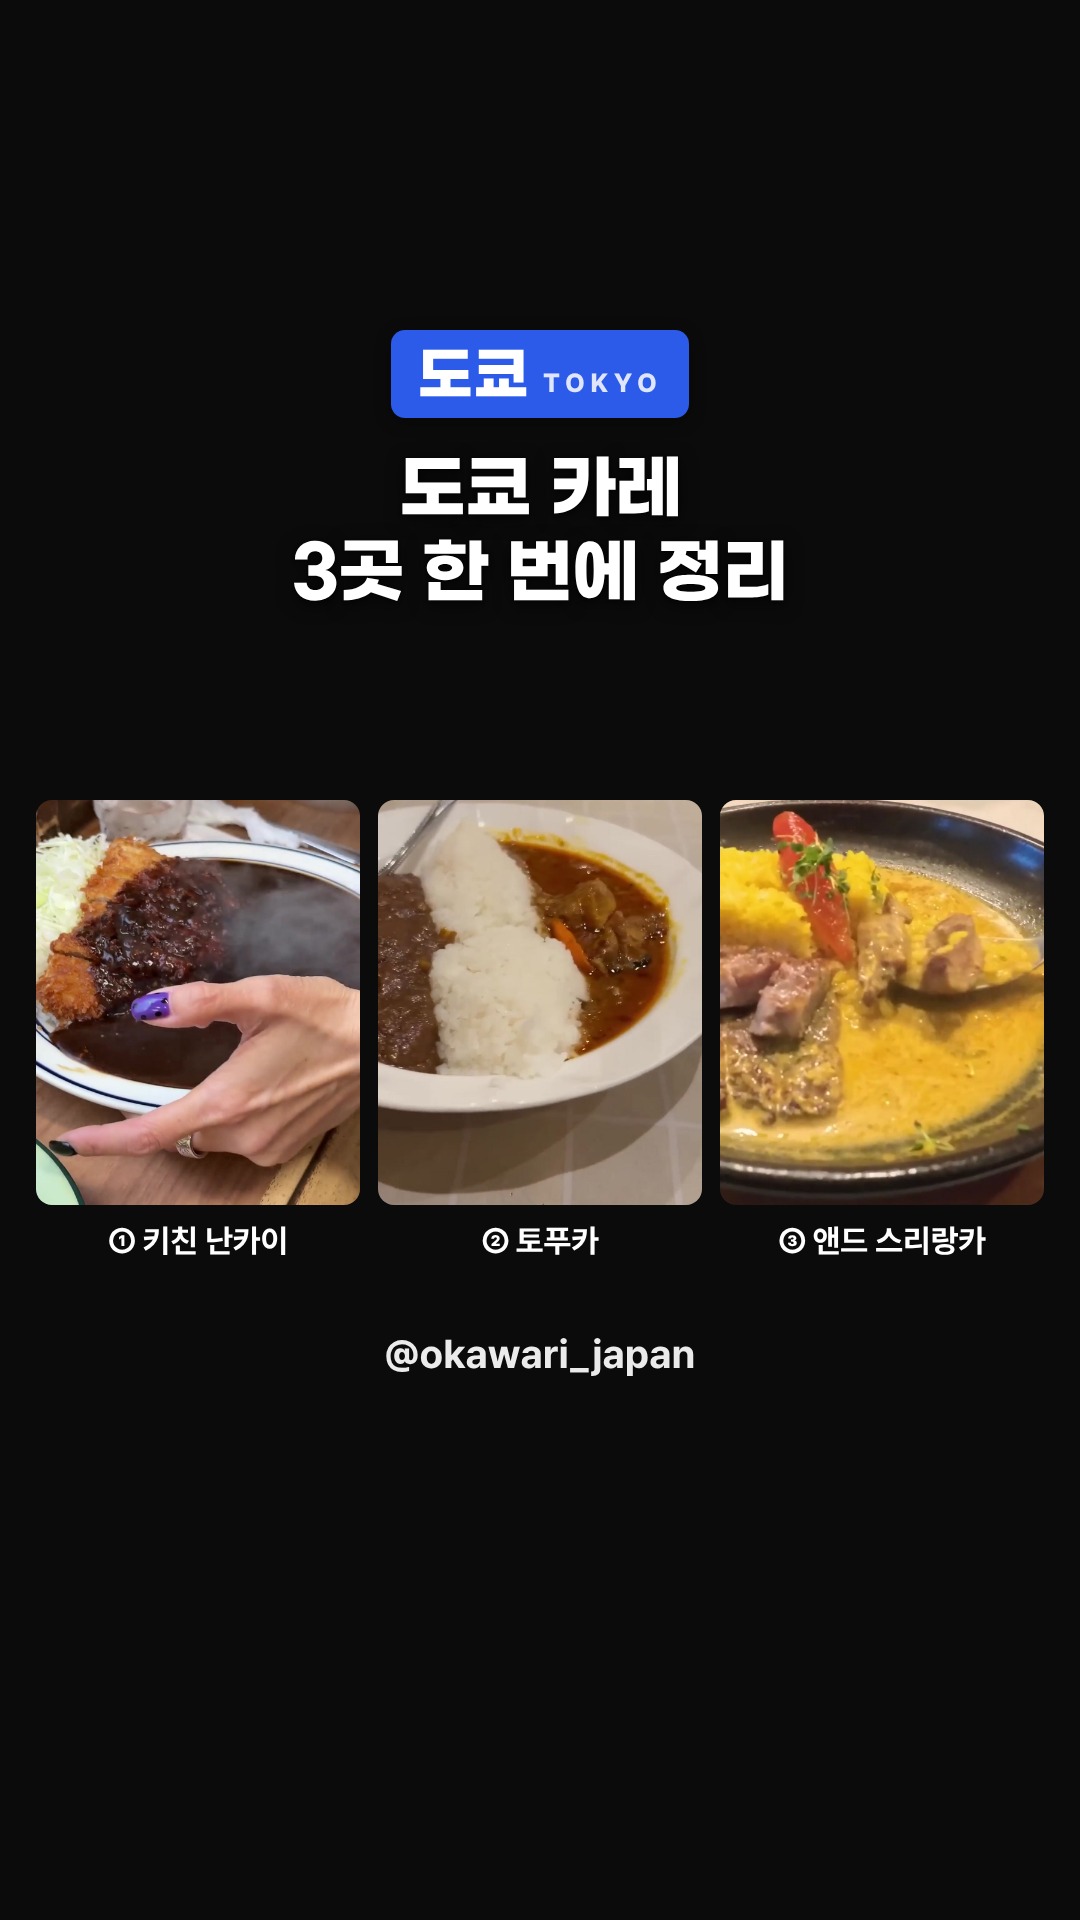 도쿄 TOKYO
도쿄 카레
3곳 한 번에 정리
① 키친 난카이
② 토푸카
③ 앤드 스리랑카
@okawari_japan